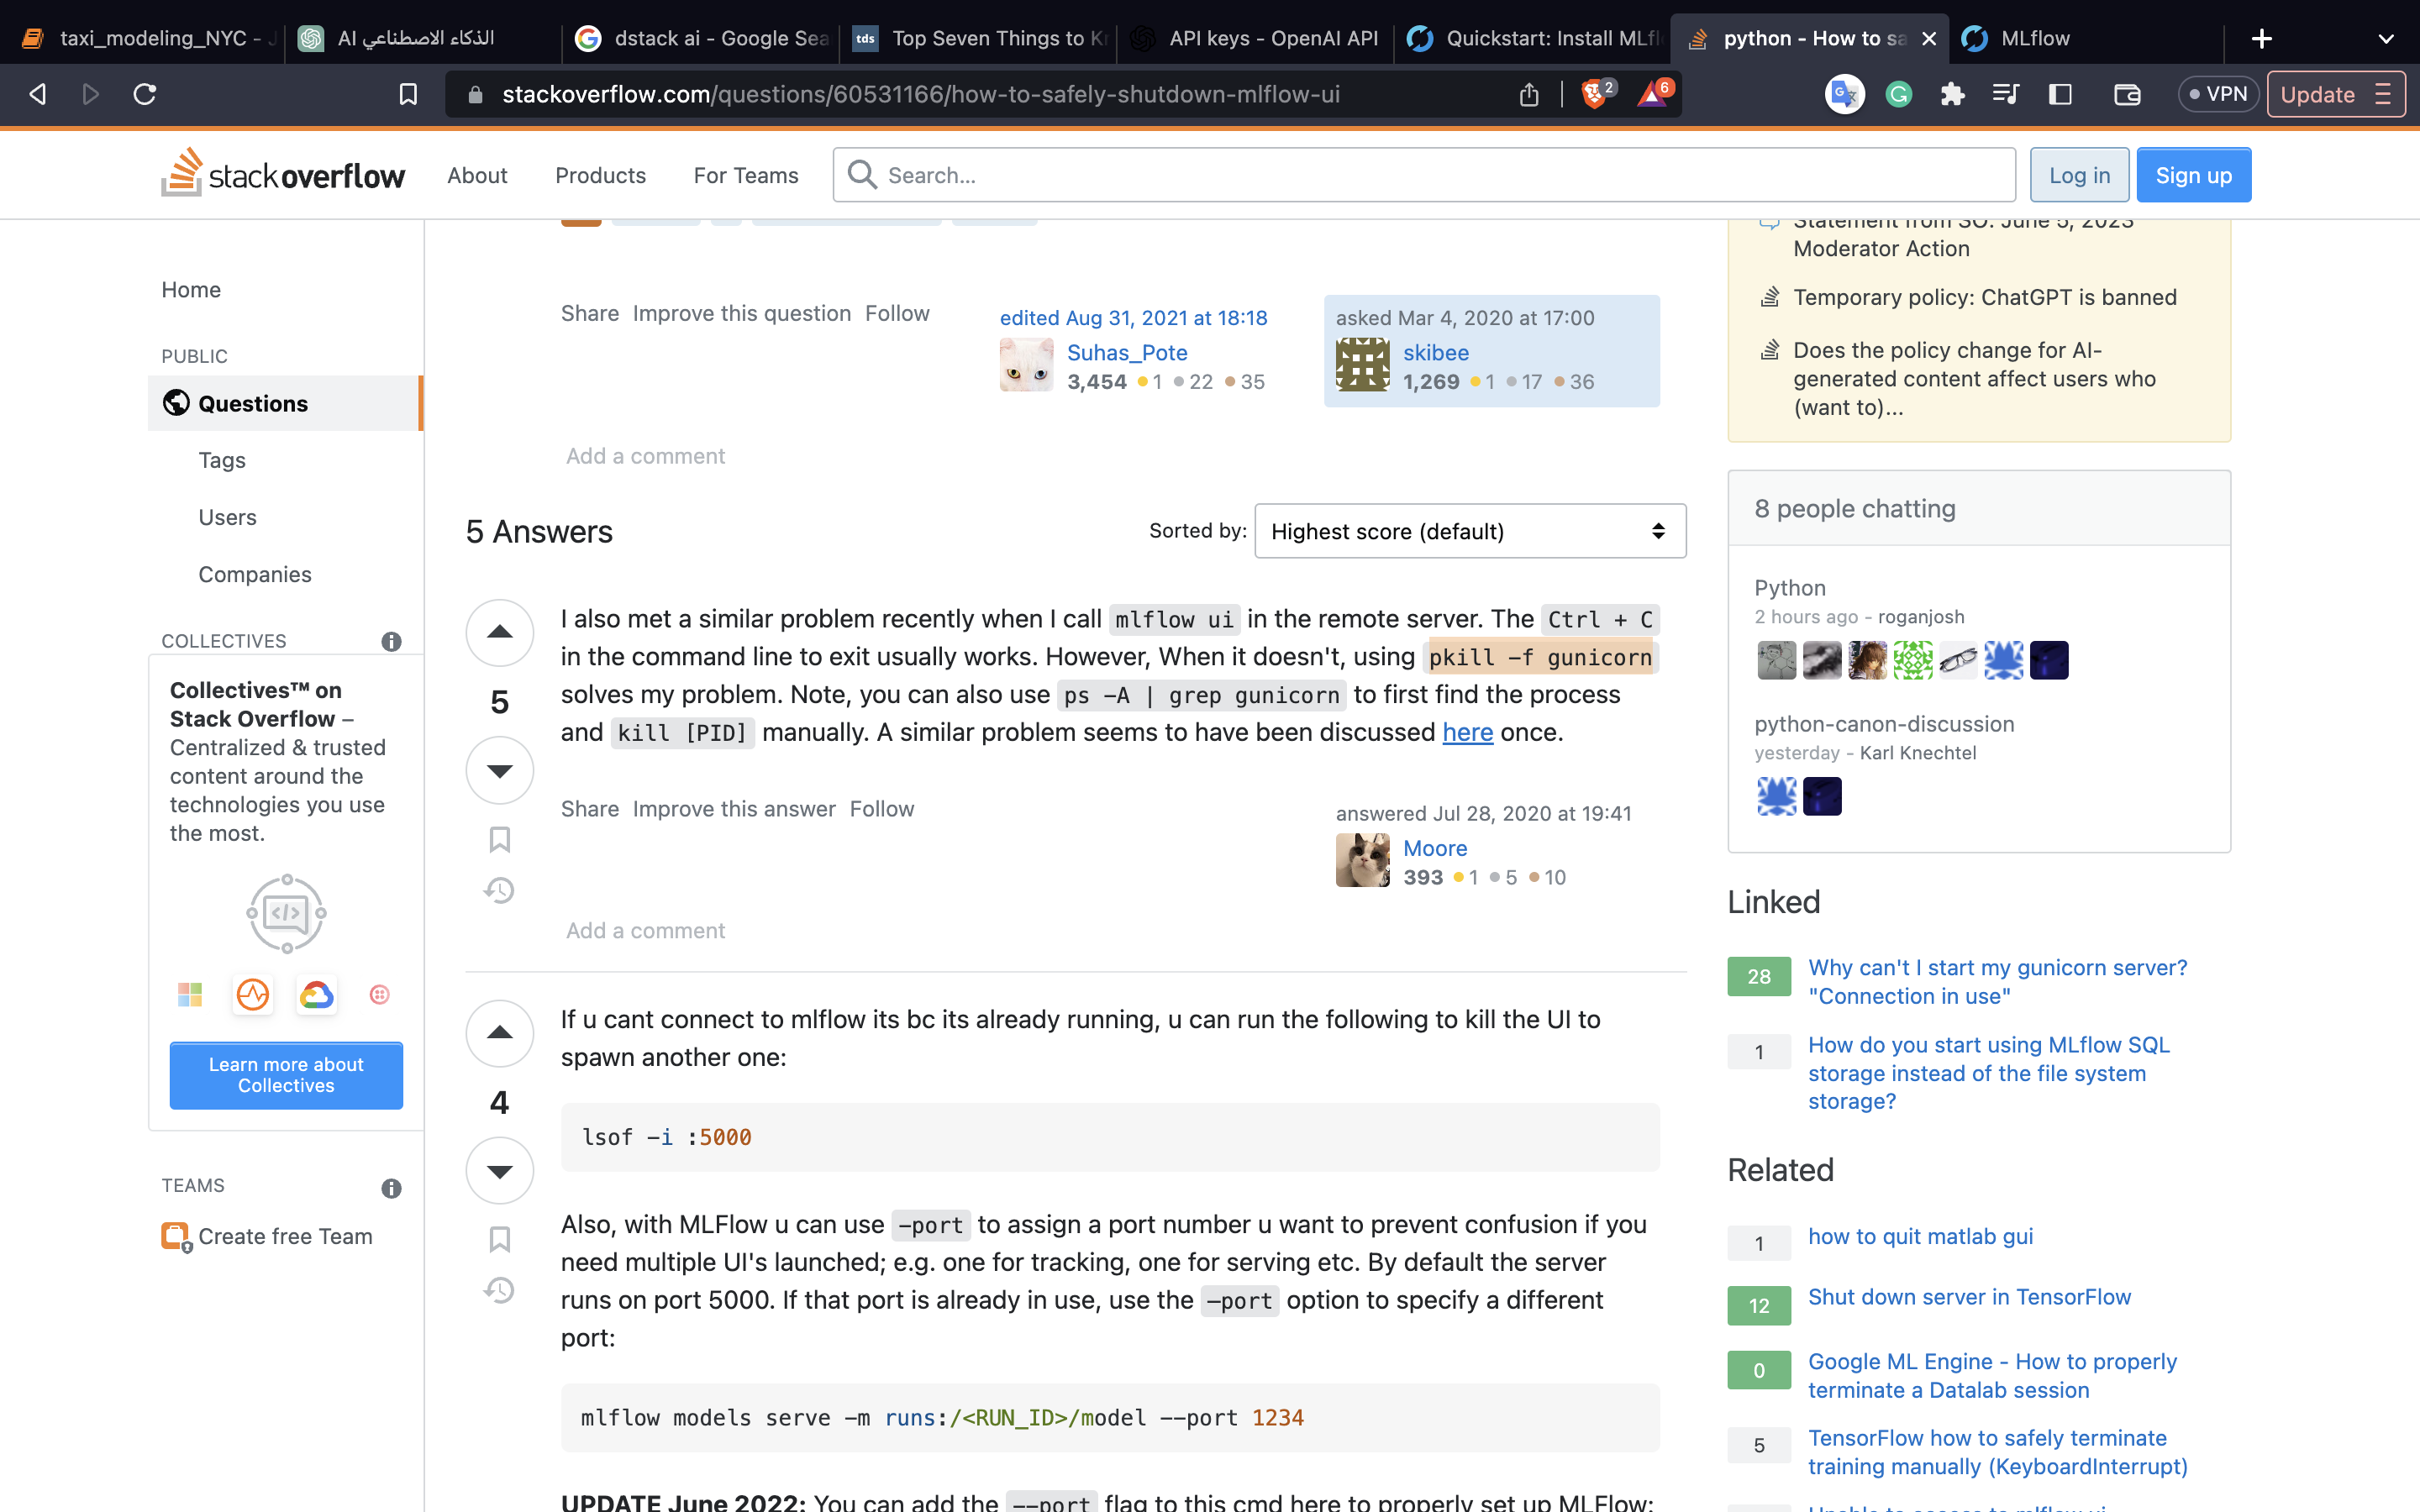 taxi_modeling_NYC - J
الذكاء الاصطناعي AI
dstack ai - Google Sea
tds Top Seven Things to Kn
API keys - OpenAI API
Quickstart: Install MLfl
python - How to sa
MLflow
stackoverflow.com/questions/60531166/how-to-safely-shutdown-mlflow-ui
2
6
VPN
Update
stack overflow
About
Products
For Teams
Search...
Log in
Sign up
Home
PUBLIC
Questions
Tags
Users
Companies
COLLECTIVES
Collectives™ on
Stack Overflow –
Centralized & trusted
content around the
technologies you use
the most.
Learn more about
Collectives
TEAMS
Create free Team
Share Improve this question Follow
edited Aug 31, 2021 at 18:18
Suhas_Pote
3,454 1 22 35
asked Mar 4, 2020 at 17:00
skibee
1,269 1 17 36
Add a comment
5 Answers
Sorted by:
Highest score (default)
5
I also met a similar problem recently when I call mlflow ui in the remote server. The Ctrl + C
in the command line to exit usually works. However, When it doesn't, using pkill -f gunicorn
solves my problem. Note, you can also use ps -A | grep gunicorn to first find the process
and kill [PID] manually. A similar problem seems to have been discussed here once.
Share Improve this answer Follow
answered Jul 28, 2020 at 19:41
Moore
393 1 5 10
Add a comment
4
If u cant connect to mlflow its bc its already running, u can run the following to kill the UI to
spawn another one:
lsof -i :5000
Also, with MLFlow u can use -port to assign a port number u want to prevent confusion if you
need multiple UI's launched; e.g. one for tracking, one for serving etc. By default the server
runs on port 5000. If that port is already in use, use the -port option to specify a different
port:
mlflow models serve -m runs:/<RUN_ID>/model --port 1234
UPDATE June 2022: You can add the --port flag to this cmd here to properly set up MLFlow:
Statement from SO: June 5, 2023
Moderator Action
Temporary policy: ChatGPT is banned
Does the policy change for AI-
generated content affect users who
(want to)...
8 people chatting
Python
2 hours ago - roganjosh
python-canon-discussion
yesterday - Karl Knechtel
Linked
28 Why can't I start my gunicorn server?
"Connection in use"
1 How do you start using MLflow SQL
storage instead of the file system
storage?
Related
1 how to quit matlab gui
12 Shut down server in TensorFlow
0 Google ML Engine - How to properly
terminate a Datalab session
5 TensorFlow how to safely terminate
training manually (KeyboardInterrupt)